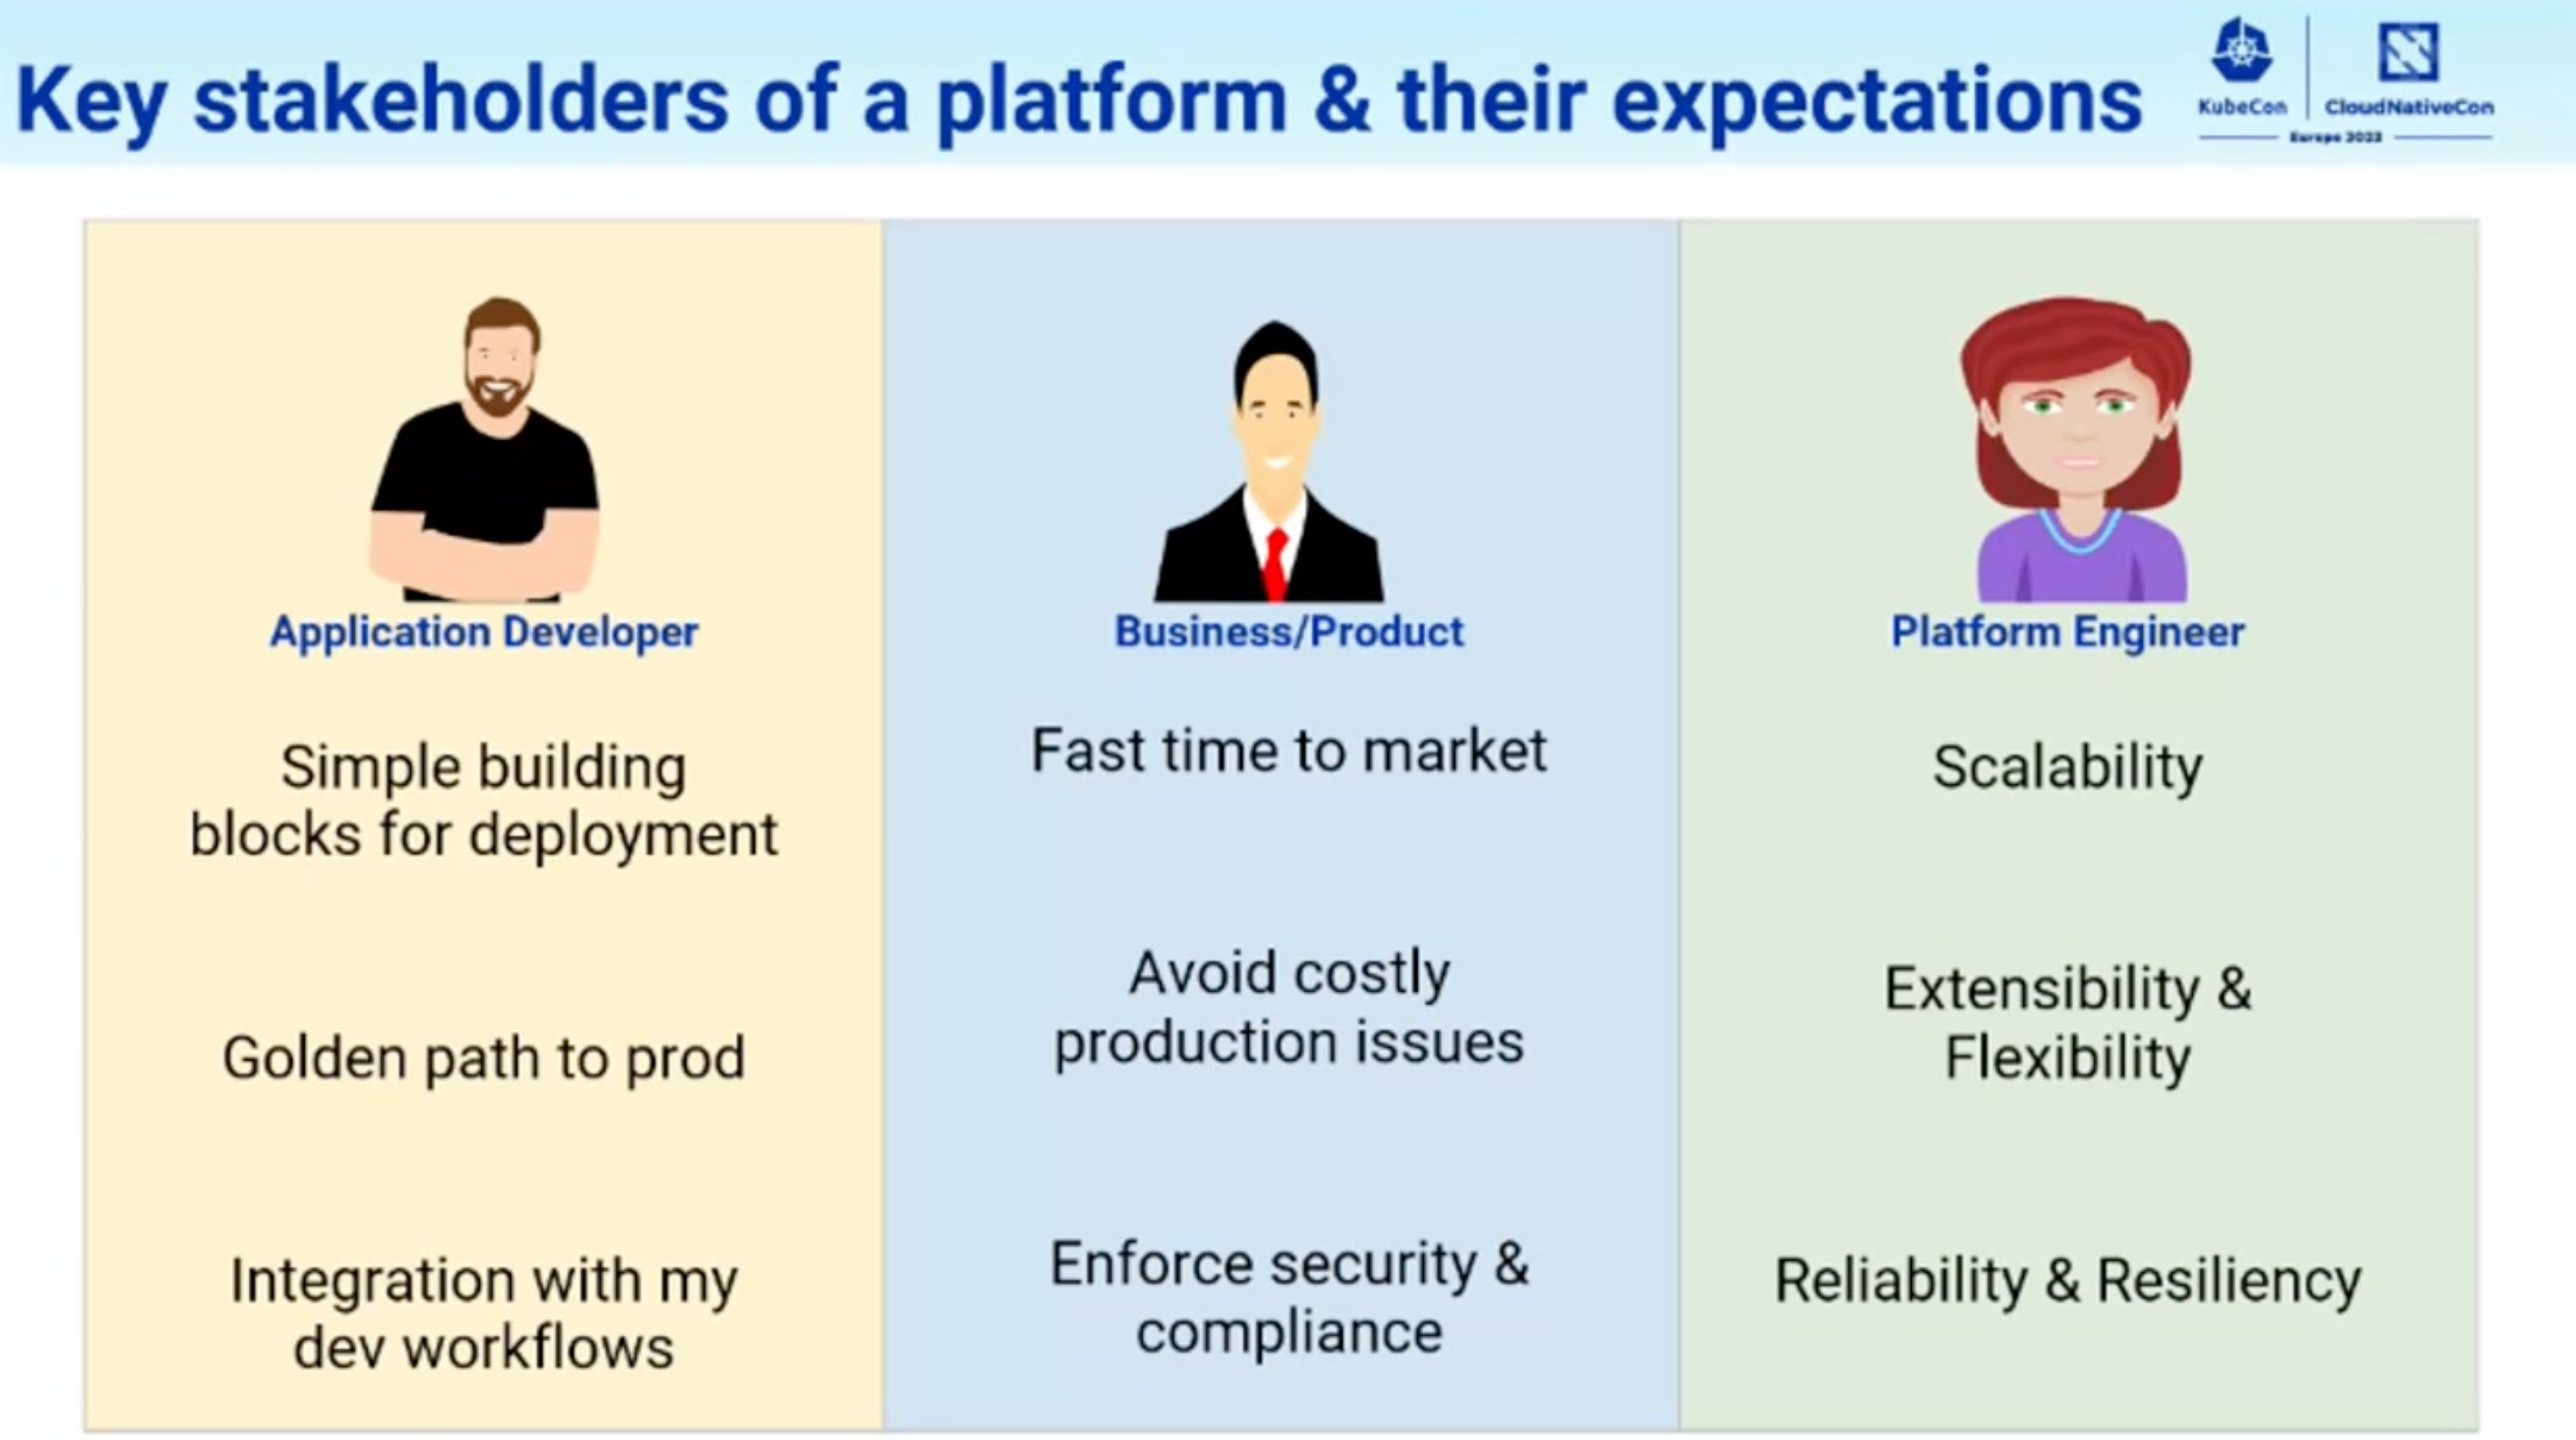 Key stakeholders of a platform & their expectations
KubeCon
CloudNativeCon
Europe 2023
Application Developer
Simple building
blocks for deployment
Golden path to prod
Integration with my
dev workflows
Business/Product
Fast time to market
Avoid costly
production issues
Enforce security &
compliance
Platform Engineer
Scalability
Extensibility &
Flexibility
Reliability & Resiliency